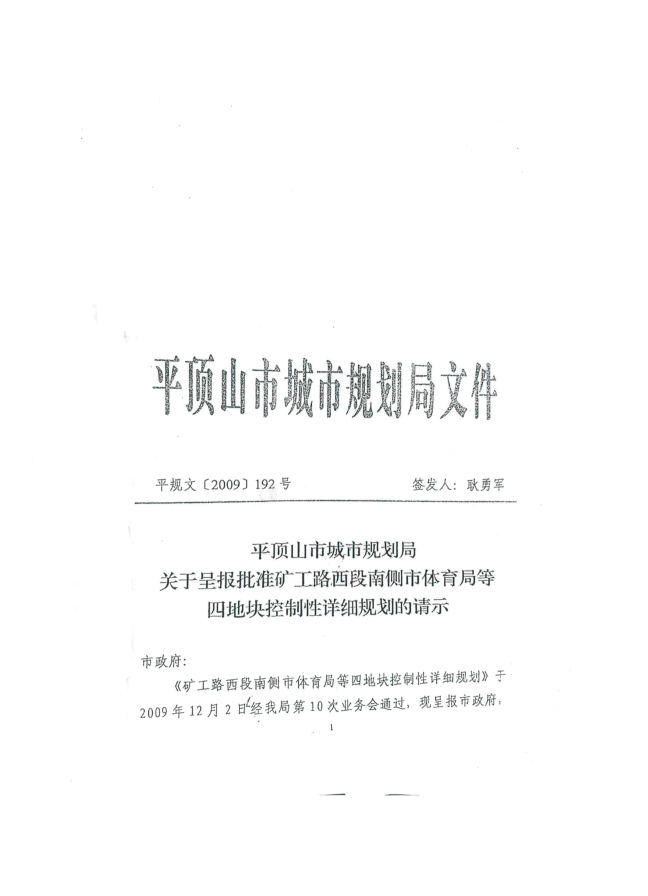 平顶山市城市规划局文件
平规文〔2009〕192号 签发人：耿勇军
平顶山市城市规划局
关于呈报批准矿工路西段南侧市体育局等
四地块控制性详细规划的请示
市政府：
《矿工路西段南侧市体育局等四地块控制性详细规划》于
2009年12月2日经我局第10次业务会通过，现呈报市政府，
1